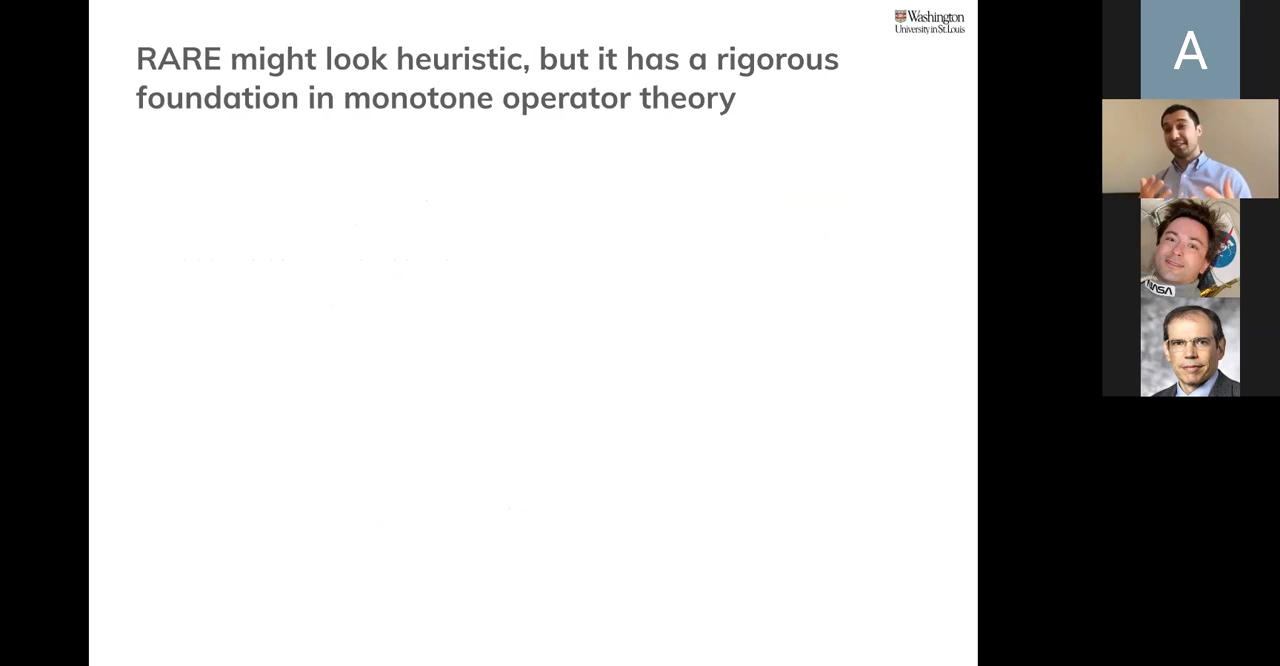 Washington
University in St. Louis
RARE might look heuristic, but it has a rigorous
foundation in monotone operator theory
A
NASA